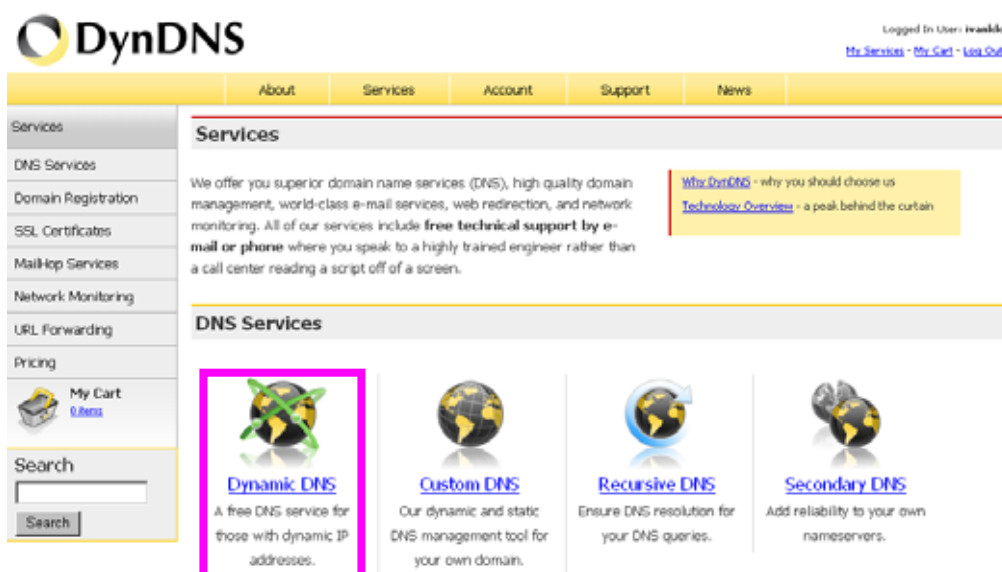 DynDNS
Logged In User:
My Services - My Cart - Log Out
About Services Account Support News
Services
DNS Services
Domain Registration
SSL Certificates
MailHop Services
Network Monitoring
URL Forwarding
Pricing
My Cart
0 items
Search
Search
Services
We offer you superior domain name services (DNS), high quality domain
management, world-class e-mail services, web redirection, and network
monitoring. All of our services include free technical support by e-
mail or phone where you speak to a highly trained engineer rather than
a call center reading a script off of a screen.
Why DynDNS - why you should choose us
Technology Overview - a peak behind the curtain
DNS Services
Dynamic DNS
A free DNS service for
those with dynamic IP
addresses.
Custom DNS
Our dynamic and static
DNS management tool for
your own domain.
Recursive DNS
Ensure DNS resolution for
your DNS queries.
Secondary DNS
Add reliability to your own
nameservers.